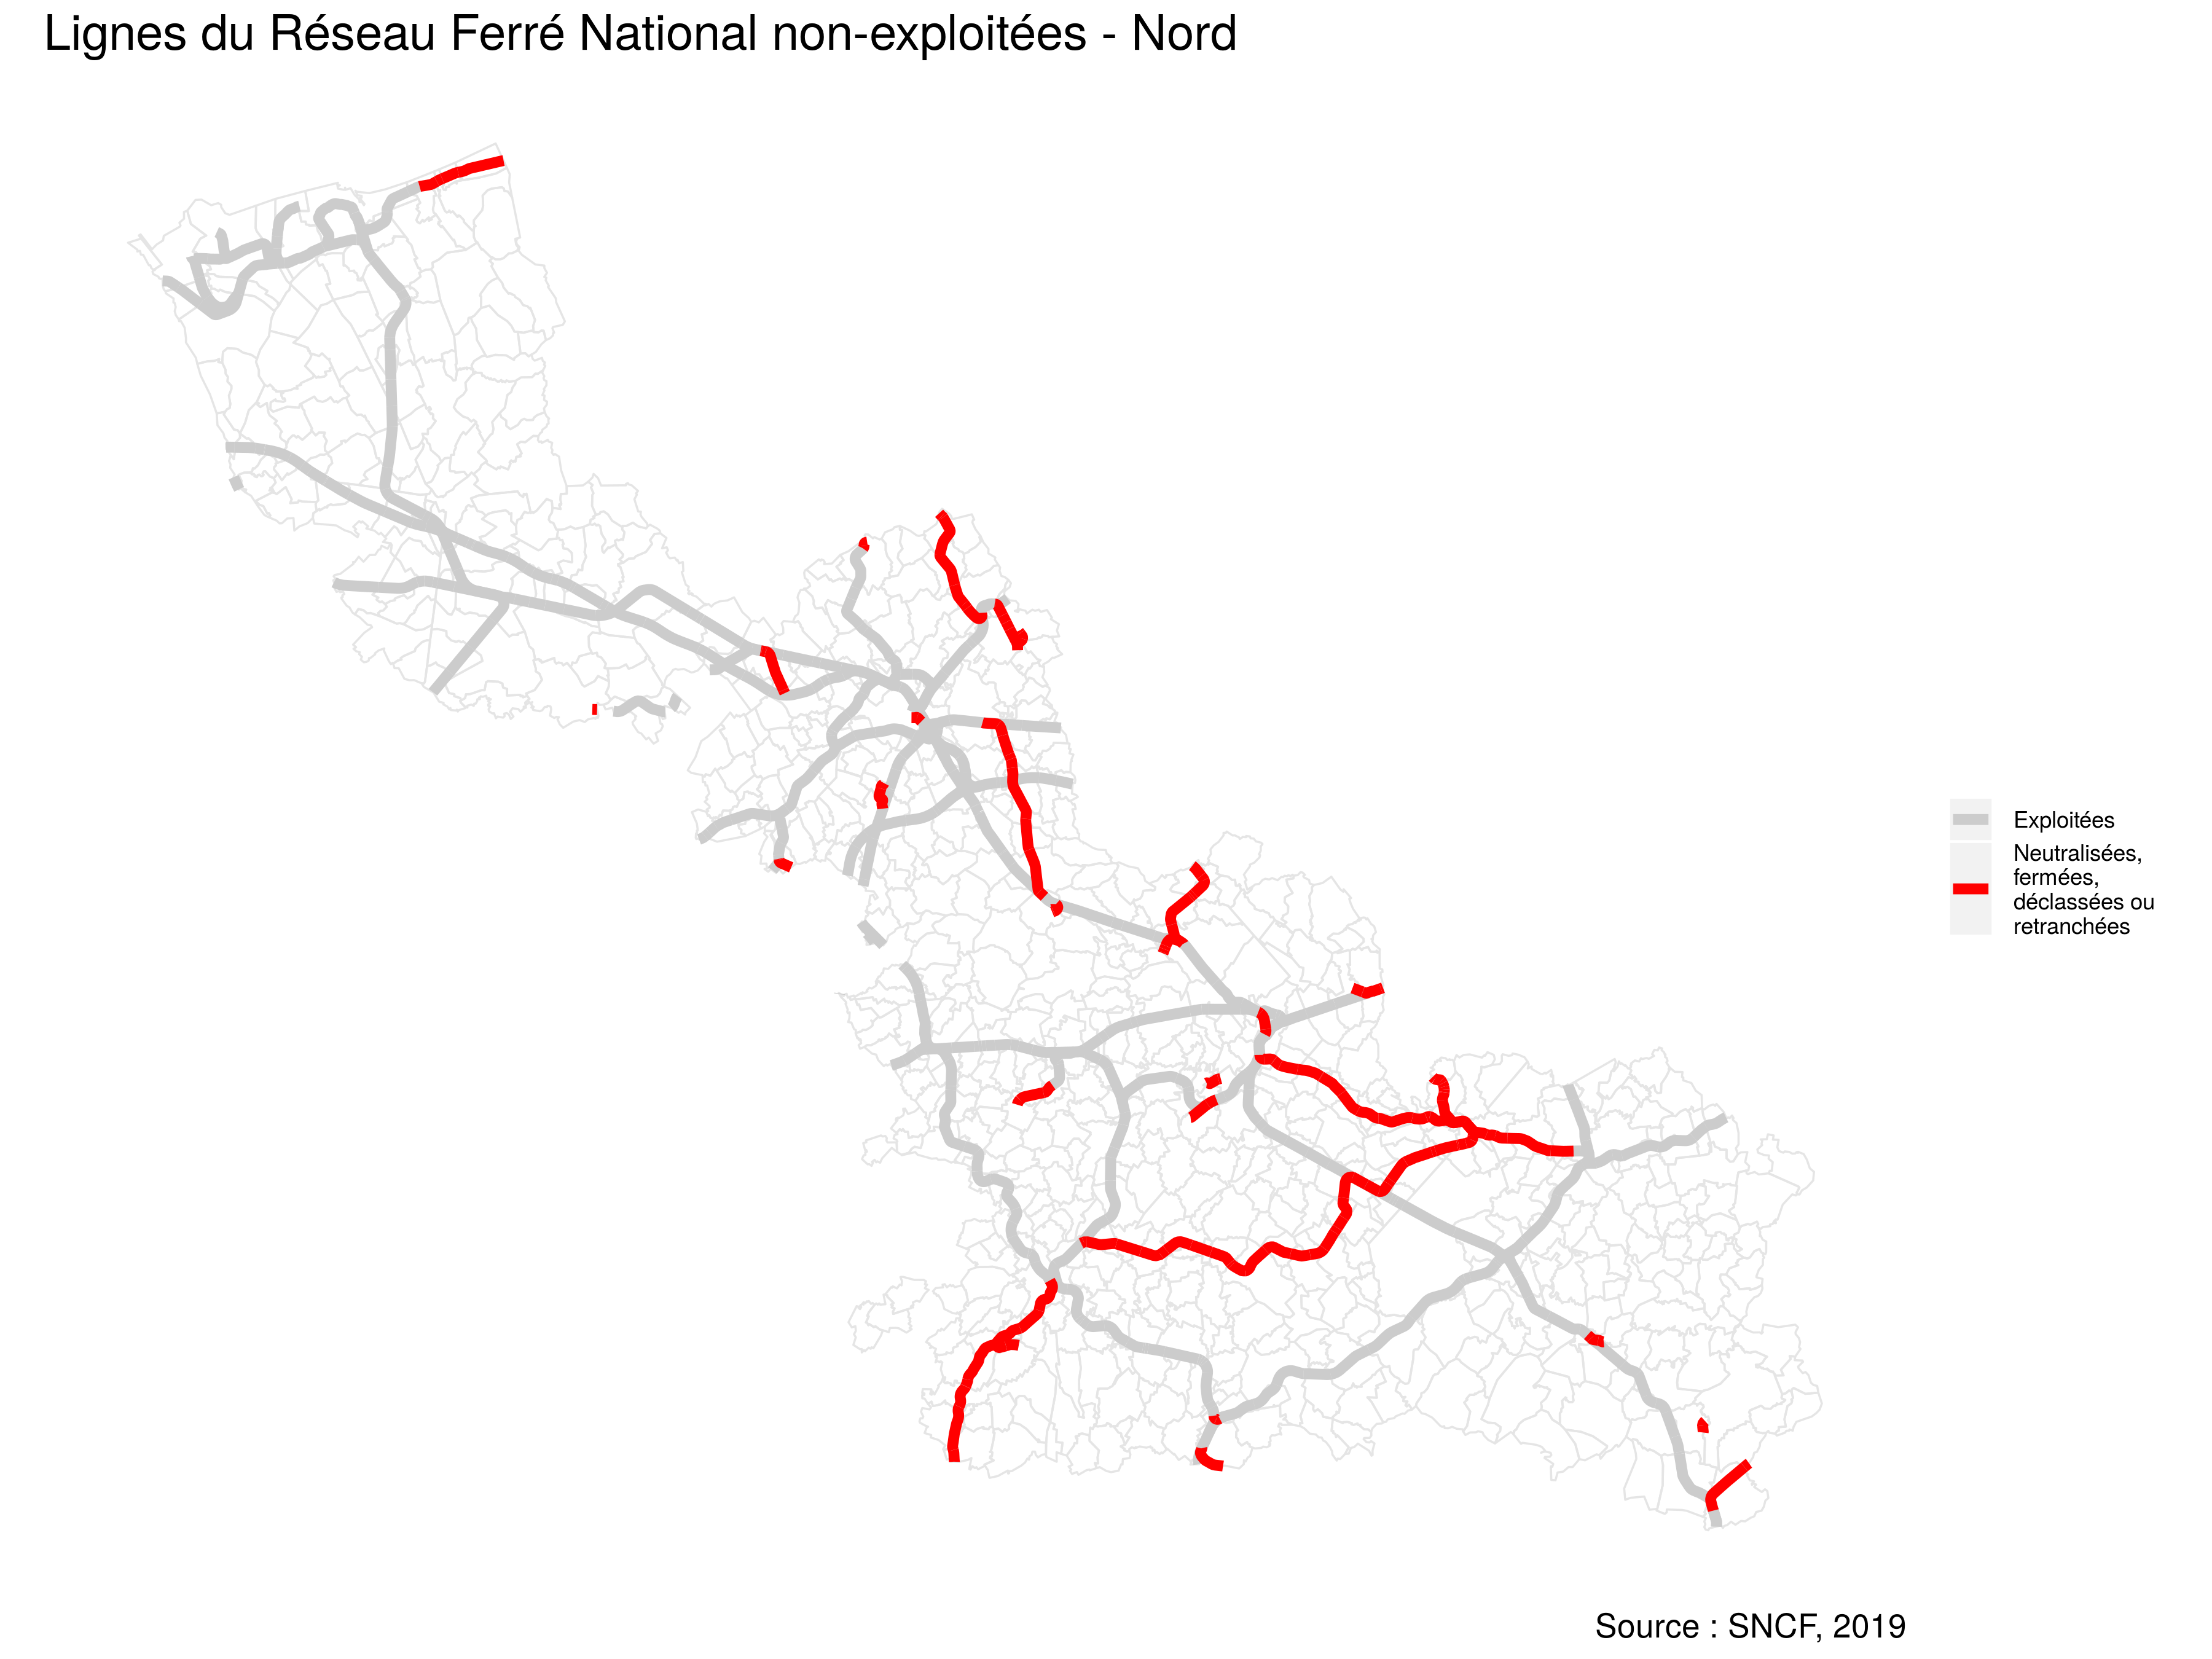 Lignes du Réseau Ferré National non-exploitées - Nord
Exploitées
Neutralisées,
fermées,
déclassées ou
retranchées
Source : SNCF, 2019